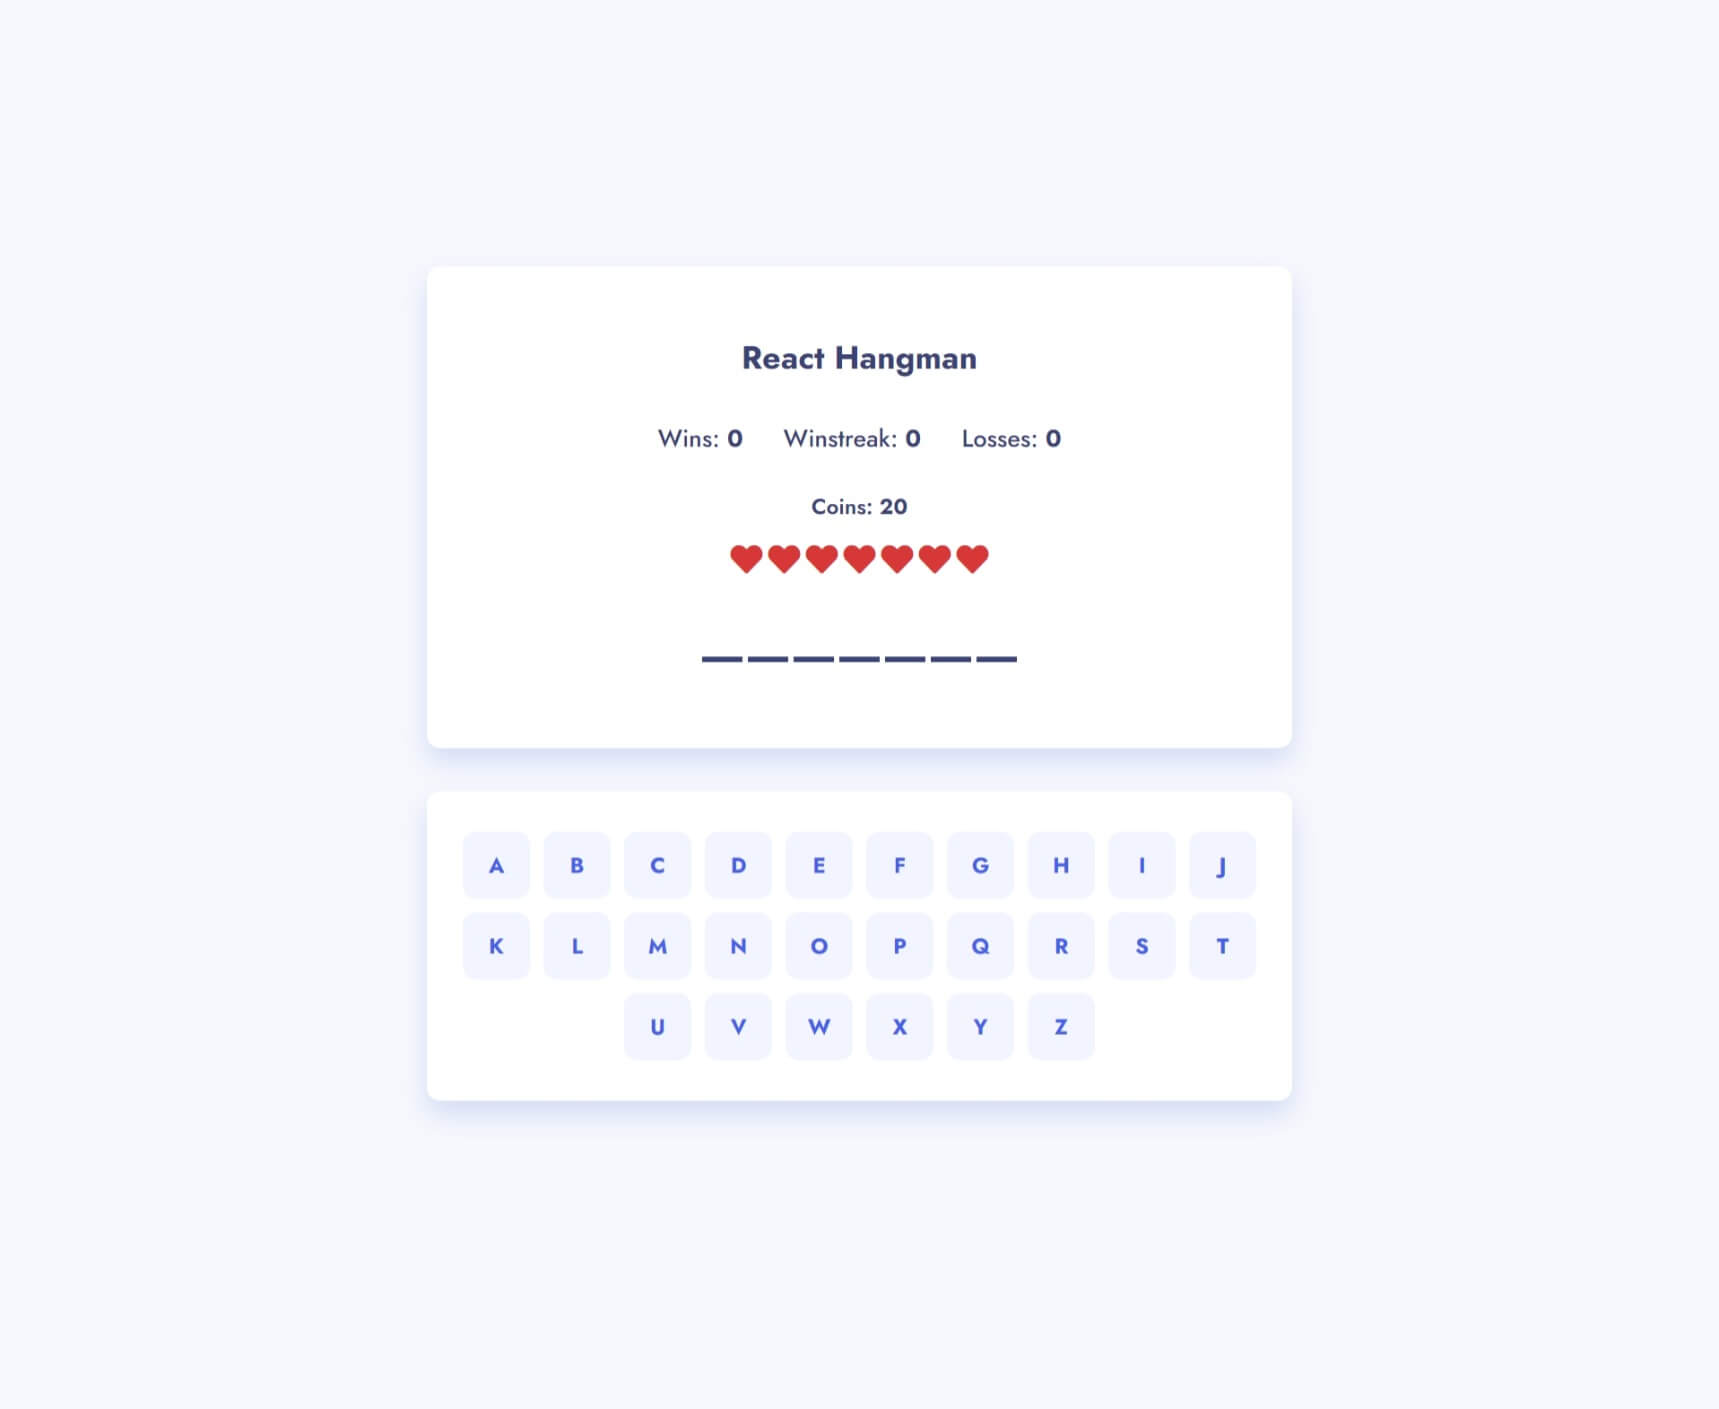 React Hangman
Wins: 0 Winstreak: 0 Losses: 0
Coins: 20
A B C D E F G H I J
K L M N O P Q R S T
U V W X Y Z